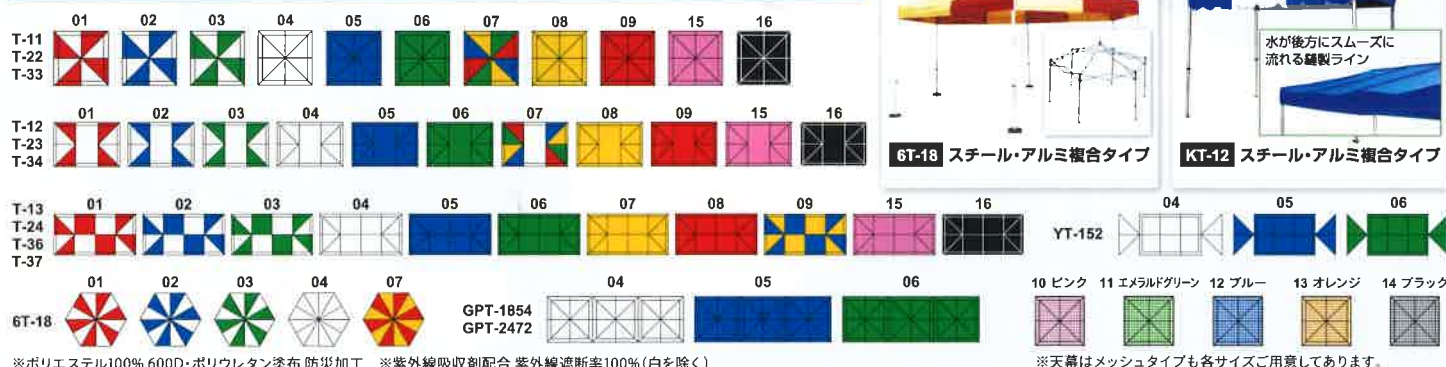 01 02 03 04 05 06 07 08 09 15 16
T-11
T-22
T-33
01 02 03 04 05 06 07 08 09 15 16
T-12
T-23
T-34
水が後方にスムーズに
流れる縫製ライン
6T-18 スチール・アルミ複合タイプ
KT-12 スチール・アルミ複合タイプ
01 02 03 04 05 06 07 08 09 15 16
T-13
T-24
T-36
T-37
YT-152 04 05 06
01 02 03 04 07
6T-18
04 05 06
GPT-1854
GPT-2472
10 ピンク 11 エメラルドグリーン 12 ブルー 13 オレンジ 14 ブラック
※ポリエステル100% 600D・ポリウレタン塗布 防災加工 ※紫外線吸収剤配合 紫外線遮断率100%(白を除く)
※天幕はメッシュタイプも各サイズご用意してあります。